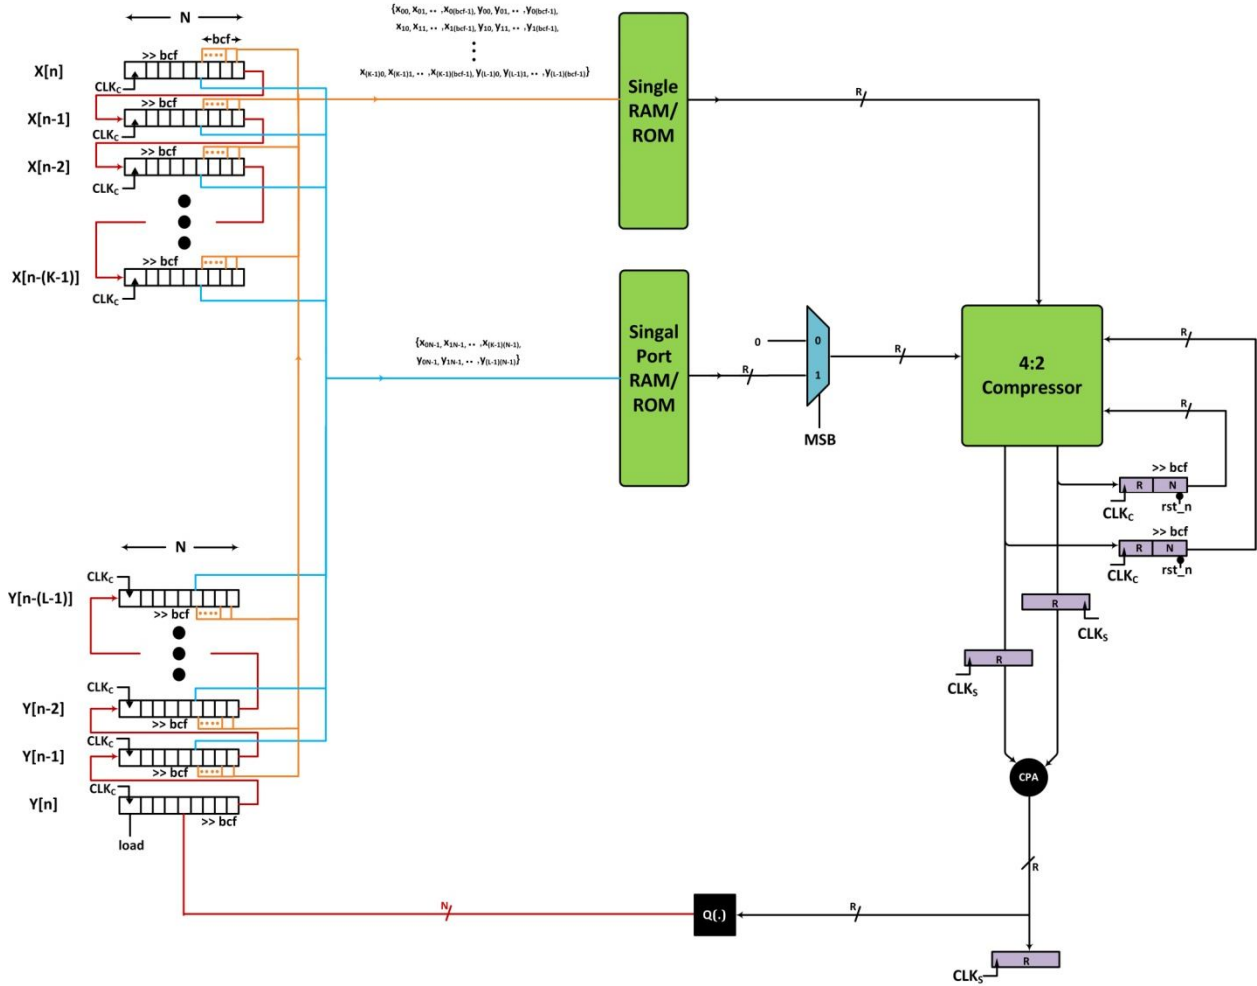 N
bcf
>> bcf
X[n]
CLKC
>> bcf
X[n-1]
CLKC
>> bcf
X[n-2]
CLKC
>> bcf
X[n-(K-1)]
CLKC
{x00, x01, .. ,x0(bcf-1), y00, y01, .. ,y0(bcf-1),
x10, x11, .. ,x1(bcf-1), y10, y11, .. ,y1(bcf-1),
x(K-1)0, x(K-1)1, .. ,x(K-1)(bcf-1), y(L-1)0, y(L-1)1, .. ,y(L-1)(bcf-1)}
Single
RAM/
ROM
R
{x0N-1, x1N-1, .. ,x(K-1)(N-1),
y0N-1, y1N-1, .. ,y(L-1)(N-1)}
Singal
Port
RAM/
ROM
R
0
0
1
MSB
R
4:2
Compressor
R
R
>> bcf
R N
CLKC
rst_n
>> bcf
R N
CLKC
rst_n
R
CLKS
R
CLKS
CPA
R
R
Q(.)
N
R
CLKS
N
CLKC
Y[n-(L-1)]
>> bcf
CLKC
Y[n-2]
>> bcf
CLKC
Y[n-1]
>> bcf
CLKC
Y[n]
>> bcf
load